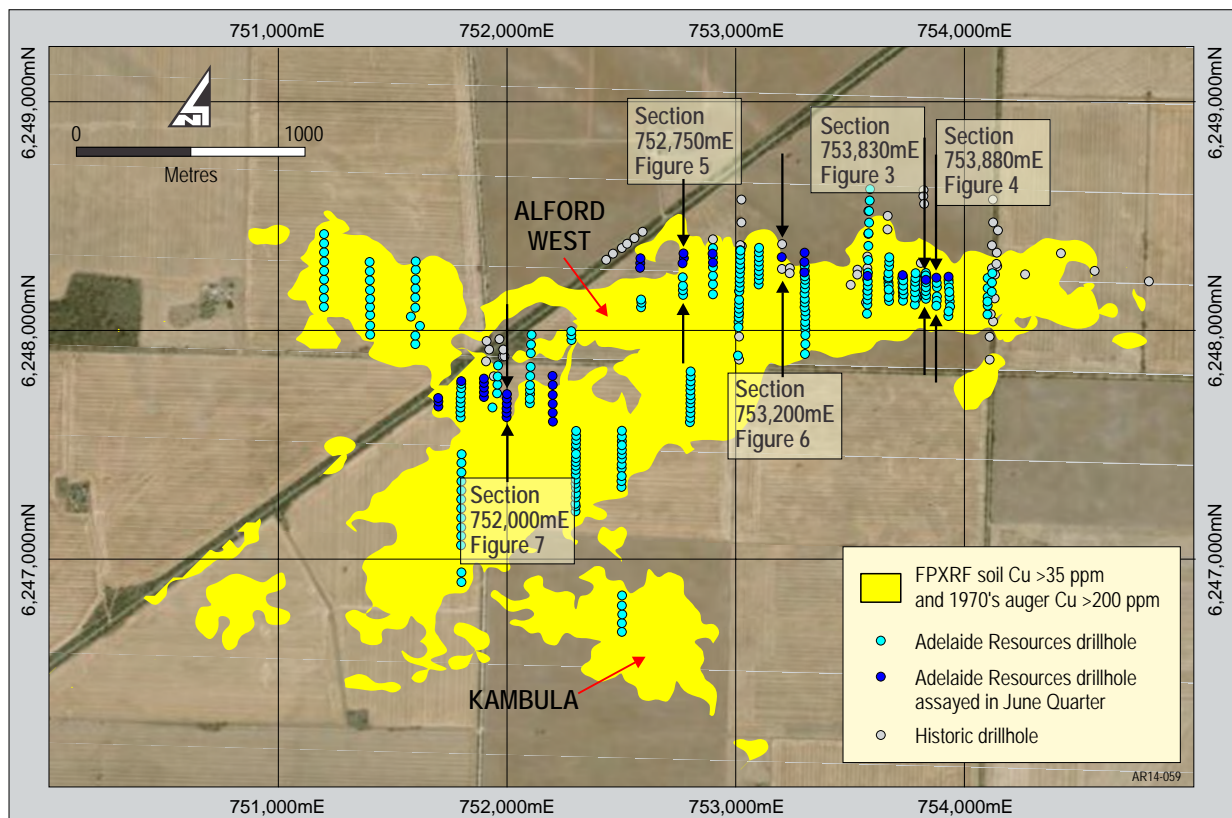 751,000mE
752,000mE
753,000mE
754,000mE
6,249,000mN
6,249,000mN
N
0
1000
Metres
Section
752,750mE
Figure 5
Section
753,830mE
Figure 3
Section
753,880mE
Figure 4
ALFORD
WEST
6,248,000mN
6,248,000mN
Section
753,200mE
Figure 6
Section
752,000mE
Figure 7
6,247,000mN
6,247,000mN
KAMBULA
FPXRF soil Cu >35 ppm
and 1970's auger Cu >200 ppm
Adelaide Resources drillhole
Adelaide Resources drillhole
assayed in June Quarter
Historic drillhole
AR14-059
751,000mE
752,000mE
753,000mE
754,000mE